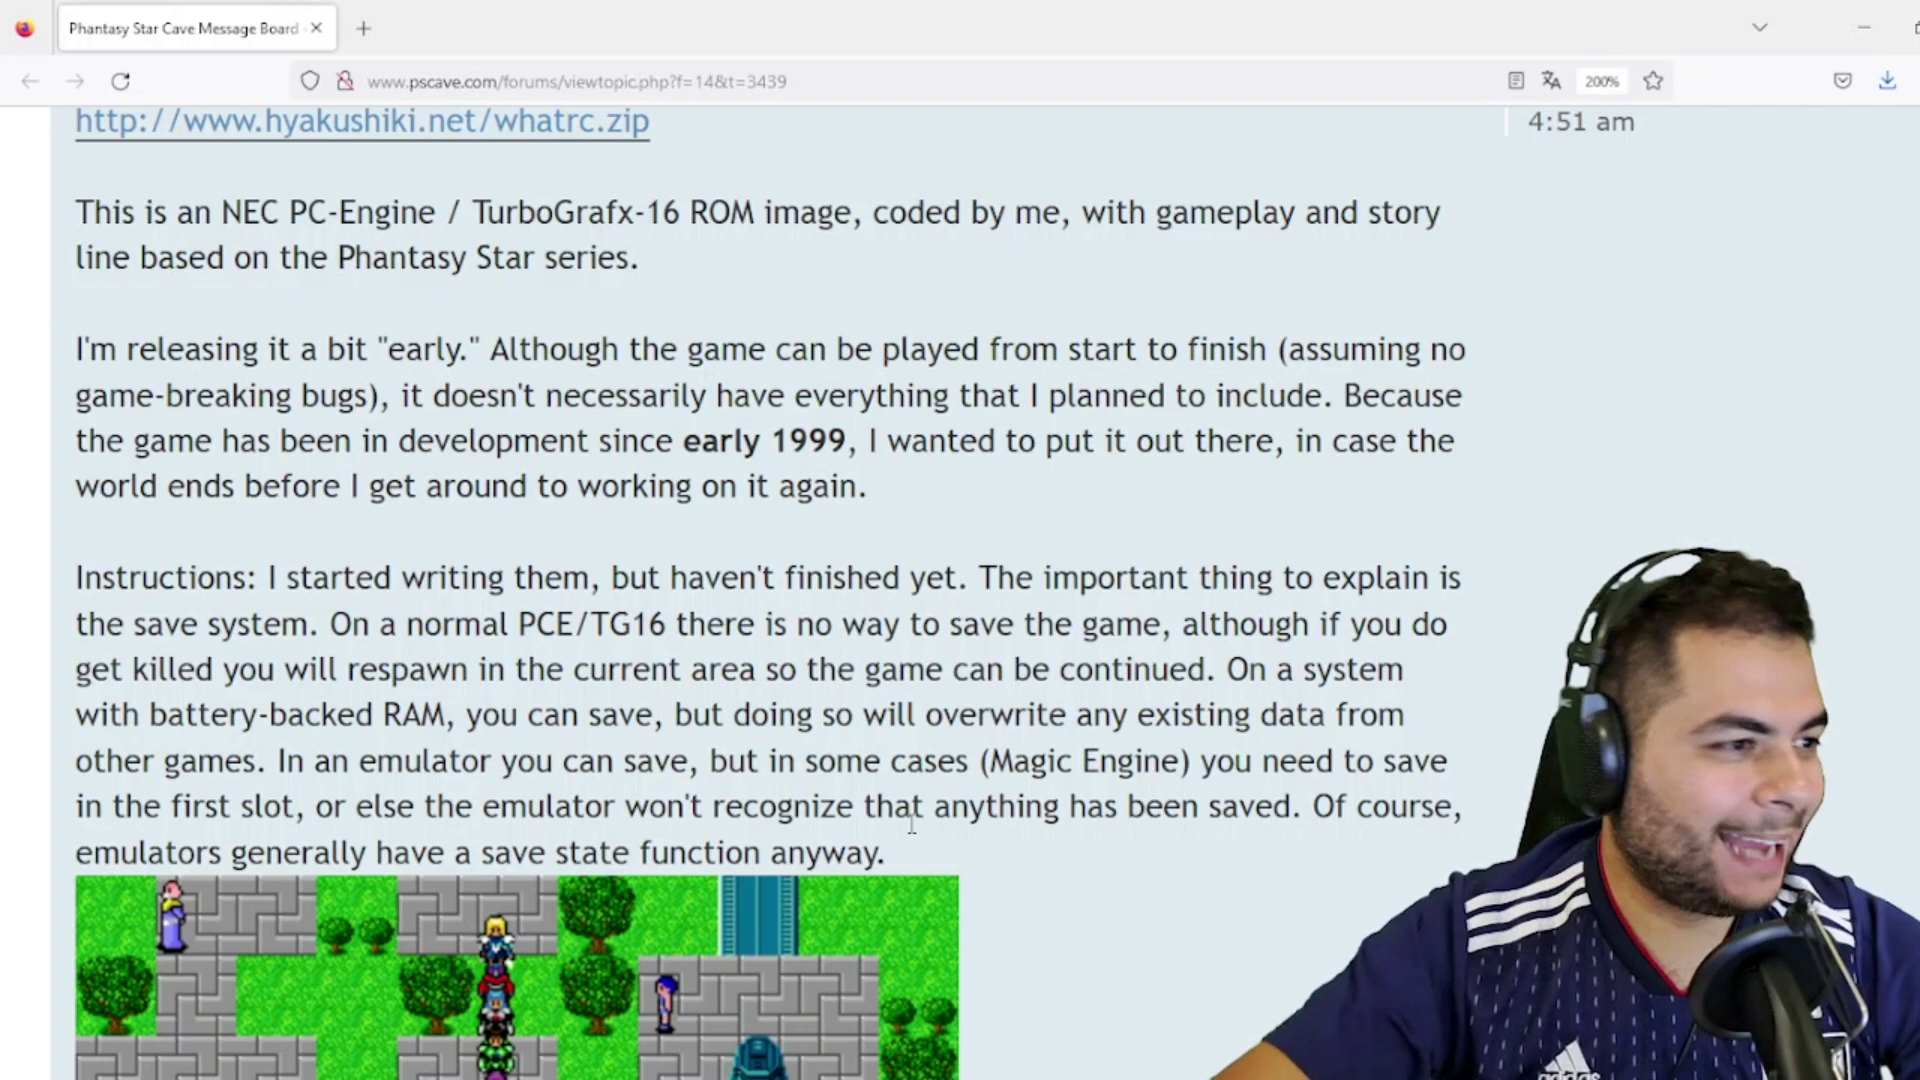 Phantasy Star Cave Message Board
www.pscave.com/forums/viewtopic.php?f=14&t=3439
200%
http://www.hyakushiki.net/whatrc.zip
4:51 am
This is an NEC PC-Engine / TurboGrafx-16 ROM image, coded by me, with gameplay and story
line based on the Phantasy Star series.
I'm releasing it a bit "early." Although the game can be played from start to finish (assuming no
game-breaking bugs), it doesn't necessarily have everything that I planned to include. Because
the game has been in development since early 1999, I wanted to put it out there, in case the
world ends before I get around to working on it again.
Instructions: I started writing them, but haven't finished yet. The important thing to explain is
the save system. On a normal PCE/TG16 there is no way to save the game, although if you do
get killed you will respawn in the current area so the game can be continued. On a system
with battery-backed RAM, you can save, but doing so will overwrite any existing data from
other games. In an emulator you can save, but in some cases (Magic Engine) you need to save
in the first slot, or else the emulator won't recognize that anything has been saved. Of course,
emulators generally have a save state function anyway.
adidas